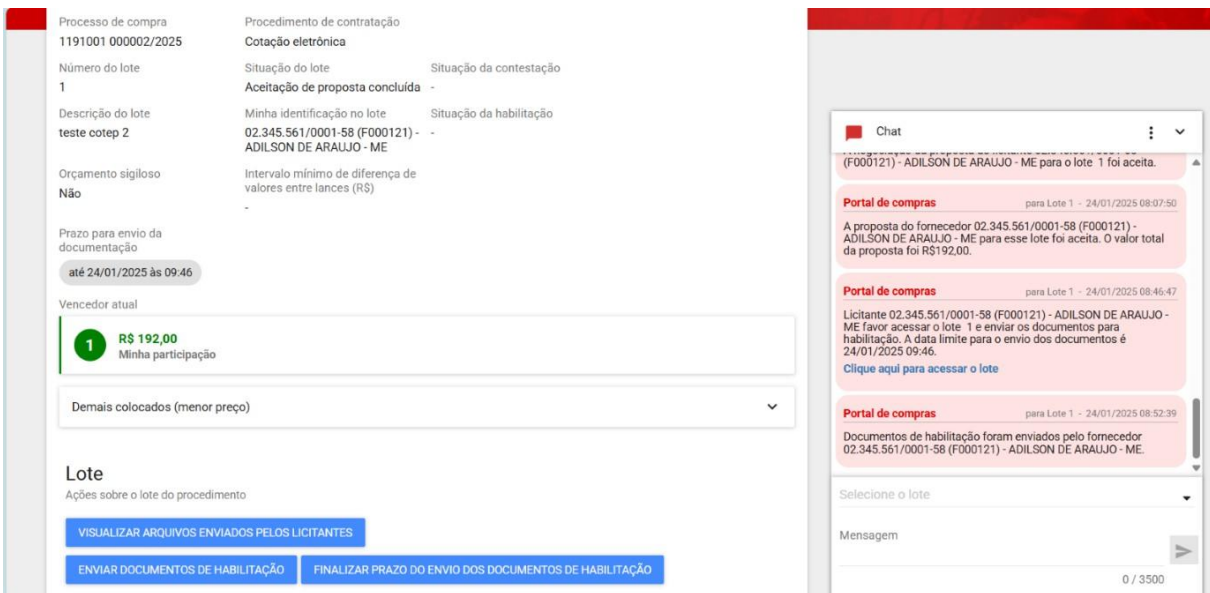 Processo de compra
1191001 000002/2025
Procedimento de contratação
Cotação eletrônica
Número do lote
1
Situação do lote
Aceitação de proposta concluída
Situação da contestação
-
Descrição do lote
teste cotep 2
Minha identificação no lote
02.345.561/0001-58 (F000121) -
ADILSON DE ARAUJO - ME
Situação da habilitação
-
Orçamento sigiloso
Não
Intervalo mínimo de diferença de
valores entre lances (R$)
-
Prazo para envio da
documentação
até 24/01/2025 às 09:46
Vencedor atual
1
R$ 192,00
Minha participação
Demais colocados (menor preço)
Lote
Ações sobre o lote do procedimento
VISUALIZAR ARQUIVOS ENVIADOS PELOS LICITANTES
ENVIAR DOCUMENTOS DE HABILITAÇÃO
FINALIZAR PRAZO DO ENVIO DOS DOCUMENTOS DE HABILITAÇÃO
Chat
(F000121) - ADILSON DE ARAUJO - ME para o lote 1 foi aceita.
Portal de compras
para Lote 1 - 24/01/2025 08:07:50
A proposta do fornecedor 02.345.561/0001-58 (F000121) -
ADILSON DE ARAUJO - ME para esse lote foi aceita. O valor total
da proposta foi R$192,00.
Portal de compras
para Lote 1 - 24/01/2025 08:46:47
Licitante 02.345.561/0001-58 (F000121) - ADILSON DE ARAUJO -
ME favor acessar o lote 1 e enviar os documentos para
habilitação. A data limite para o envio dos documentos é
24/01/2025 09:46.
Clique aqui para acessar o lote
Portal de compras
para Lote 1 - 24/01/2025 08:52:39
Documentos de habilitação foram enviados pelo fornecedor
02.345.561/0001-58 (F000121) - ADILSON DE ARAUJO - ME.
Selecione o lote
Mensagem
0 / 3500